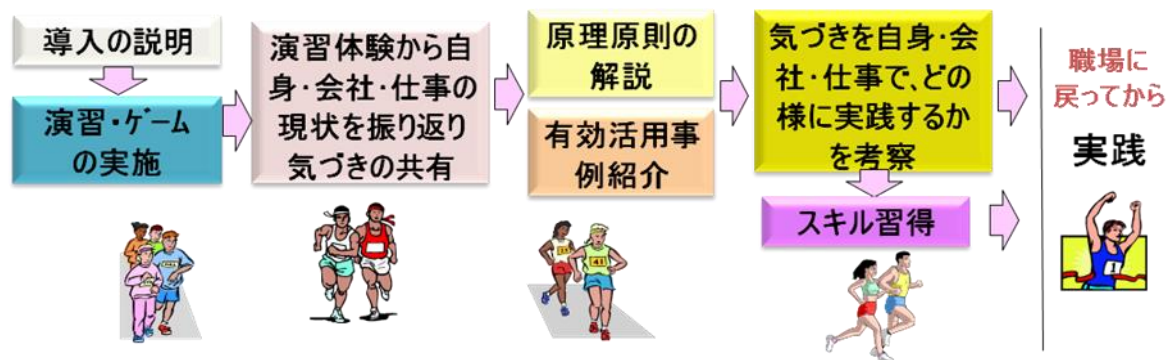 導入の説明
演習・ゲーム
の実施
演習体験から自
身・会社・仕事の
現状を振り返り
気づきの共有
原理原則の
解説
有効活用事
例紹介
気づきを自身・会
社・仕事で、どの
様に実践するか
を考察
スキル習得
職場に
戻ってから
実践